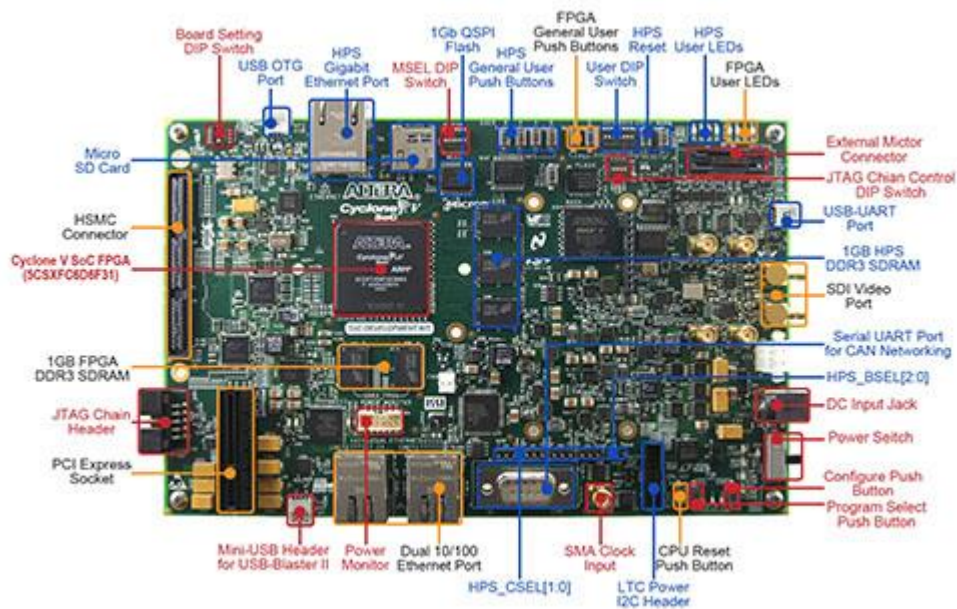 Board Setting
DIP Switch
USB OTG
Port
HPS
Gigabit
Ethernet Port
1Gb QSPI
Flash
MSEL DIP
Switch
HPS
General User
Push Buttons
FPGA
General User
Push Buttons
User DIP
Switch
HPS
Reset
HPS
User LEDs
FPGA
User LEDs
Micro
SD Card
External Mictor
Connector
JTAG Chian Control
DIP Switch
HSMC
Connector
USB-UART
Port
ALTERA
Cyclone V
SoC
Cyclone V SoC FPGA
(5CSXFC6D6F31)
1GB HPS
DDR3 SDRAM
SDI Video
Port
SoC DEVELOPMENT KIT
1GB FPGA
DDR3 SDRAM
Serial UART Port
for CAN Networking
HPS_BSEL[2:0]
JTAG Chain
Header
DC Input Jack
PCI Express
Socket
Power Seitch
Configure Push
Button
Program Select
Push Button
Mini-USB Header
for USB-Blaster II
Power
Monitor
Dual 10/100
Ethernet Port
HPS_CSEL[1:0]
SMA Clock
Input
LTC Power
I2C Header
CPU Reset
Push Button